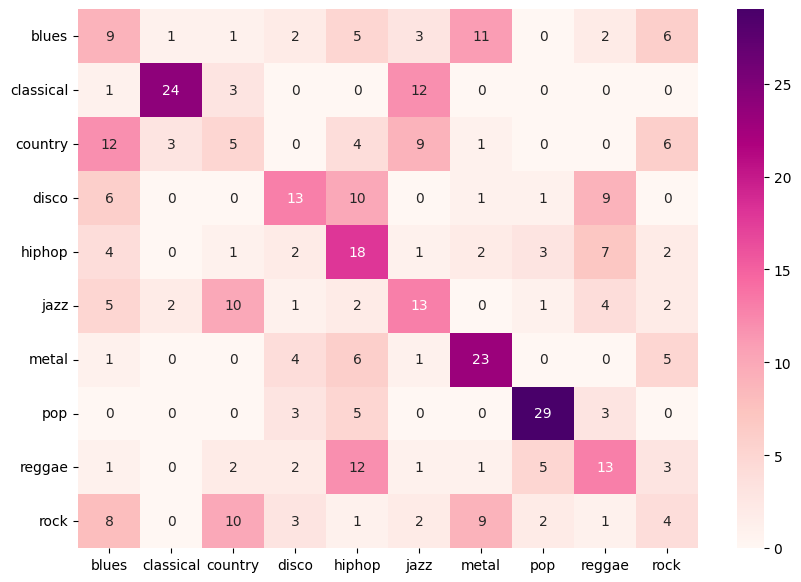 blues 9 1 1 2 5 3 11 0 2 6
classical 1 24 3 0 0 12 0 0 0 0
country 12 3 5 0 4 9 1 0 0 6
disco 6 0 0 13 10 0 1 1 9 0
hiphop 4 0 1 2 18 1 2 3 7 2
jazz 5 2 10 1 2 13 0 1 4 2
metal 1 0 0 4 6 1 23 0 0 5
pop 0 0 0 3 5 0 0 29 3 0
reggae 1 0 2 2 12 1 1 5 13 3
rock 8 0 10 3 1 2 9 2 1 4
blues classical country disco hiphop jazz metal pop reggae rock
25
20
15
10
5
0